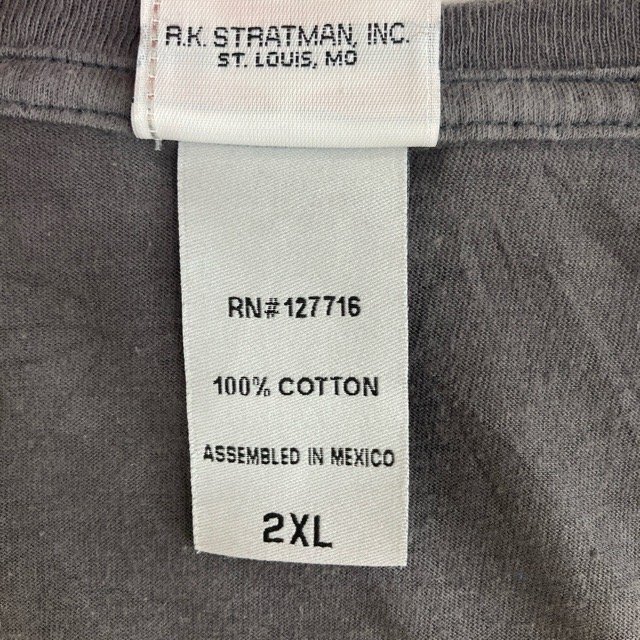 R.K. STRATMAN, INC.
ST. LOUIS, MO
RN# 127716
100% COTTON
ASSEMBLED IN MEXICO
2XL